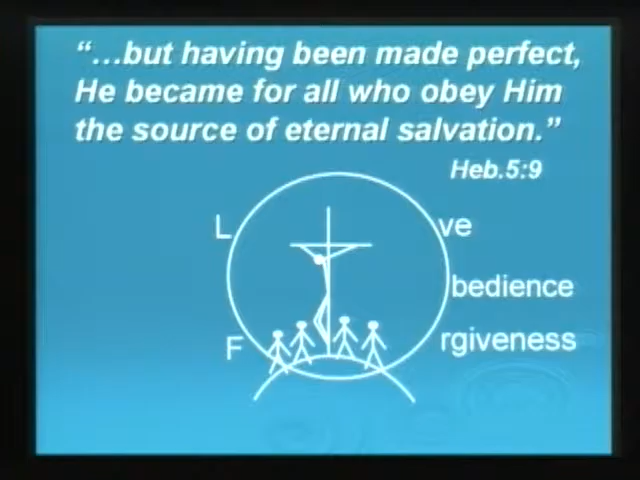 “…but having been made perfect,
He became for all who obey Him
the source of eternal salvation.”
Heb.5:9
L ve
bedience
F rgiveness